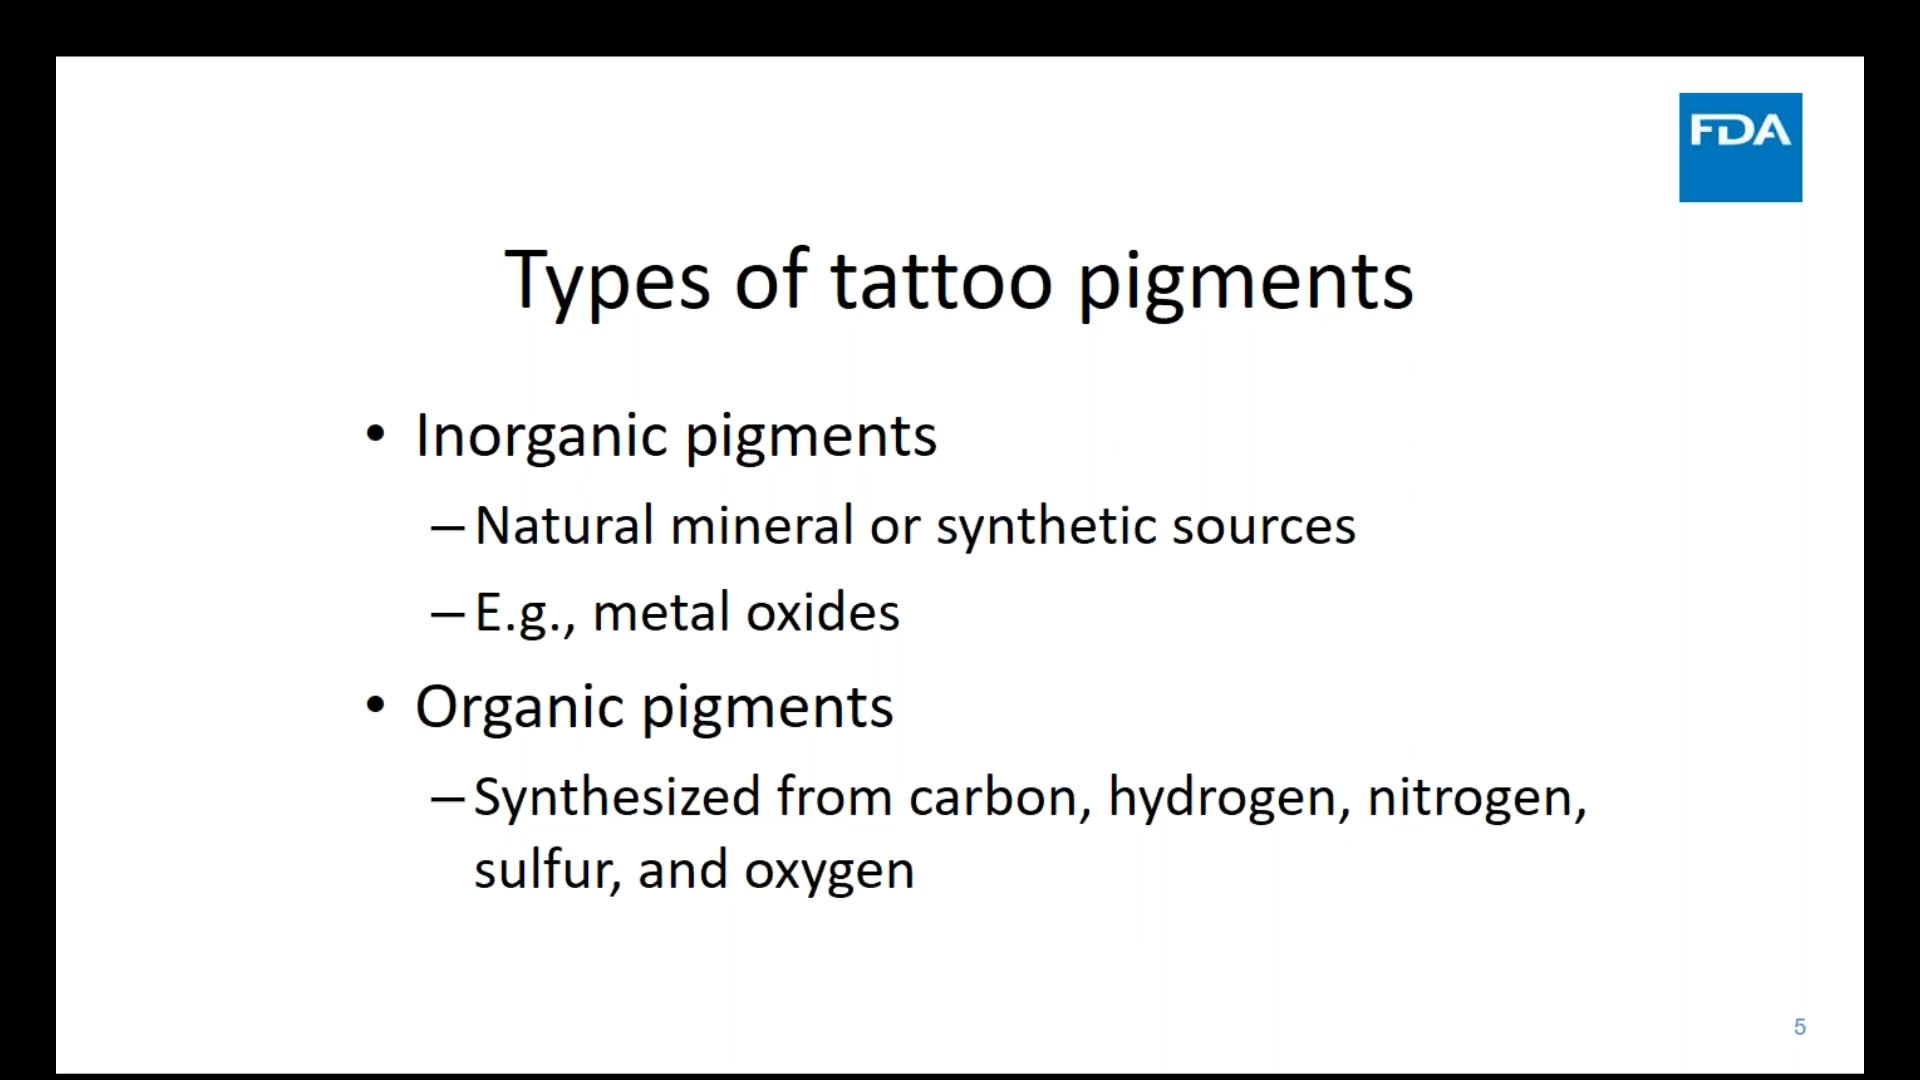 FDA
Types of tattoo pigments
• Inorganic pigments
– Natural mineral or synthetic sources
– E.g., metal oxides
• Organic pigments
– Synthesized from carbon, hydrogen, nitrogen,
sulfur, and oxygen
5